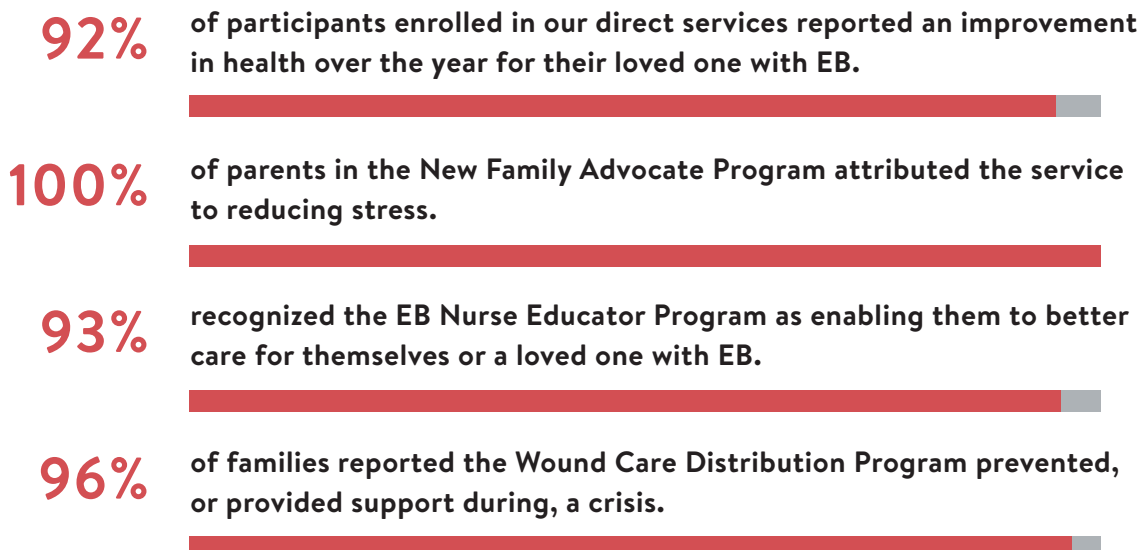 92%
of participants enrolled in our direct services reported an improvement
in health over the year for their loved one with EB.
100%
of parents in the New Family Advocate Program attributed the service
to reducing stress.
93%
recognized the EB Nurse Educator Program as enabling them to better
care for themselves or a loved one with EB.
96%
of families reported the Wound Care Distribution Program prevented,
or provided support during, a crisis.